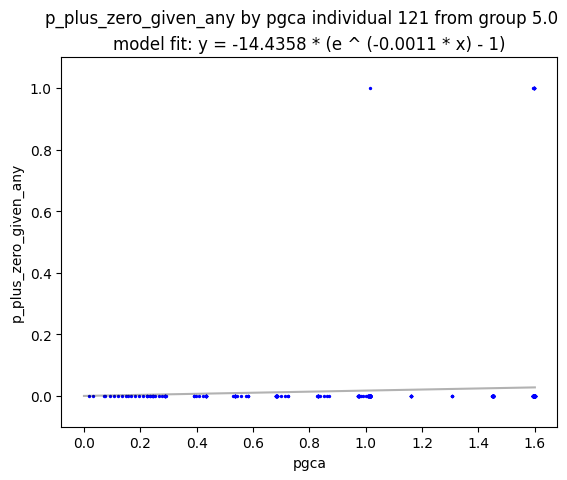 p_plus_zero_given_any by pgca individual 121 from group 5.0
model fit: y = -14.4358 * (e ^ (-0.0011 * x) - 1)
p_plus_zero_given_any
1.0
0.8
0.6
0.4
0.2
0.0
0.0 0.2 0.4 0.6 0.8 1.0 1.2 1.4 1.6
pgca